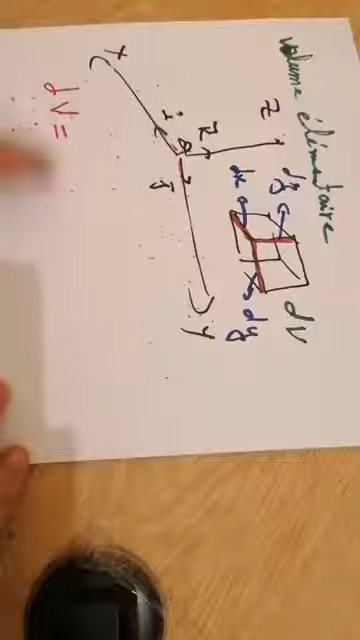 volume élémentaire
Z
dz
dV
dx
dy
k
i
j
y
x
dV =